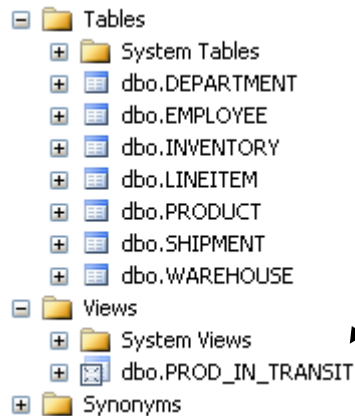 Tables
System Tables
dbo.DEPARTMENT
dbo.EMPLOYEE
dbo.INVENTORY
dbo.LINEITEM
dbo.PRODUCT
dbo.SHIPMENT
dbo.WAREHOUSE
Views
System Views
dbo.PROD_IN_TRANSIT
Synonyms